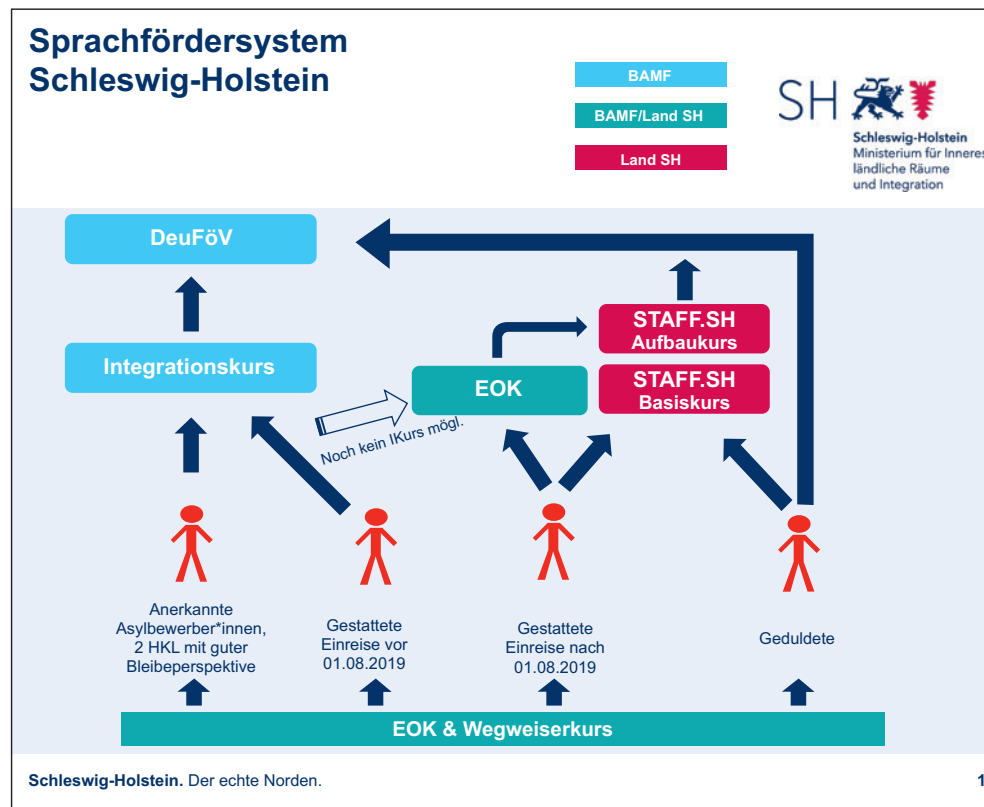 Sprachfördersystem
Schleswig-Holstein
BAMF
BAMF/Land SH
Land SH
SH
Schleswig-Holstein
Ministerium für Inneres
ländliche Räume
und Integration
DeuFöV
STAFF.SH
Aufbaukurs
Integrationskurs
EOK
STAFF.SH
Basiskurs
Noch kein IKurs mögl.
Anerkannte
Asylbewerber*innen,
2 HKL mit guter
Bleibeperspektive
Gestattete
Einreise vor
01.08.2019
Gestattete
Einreise nach
01.08.2019
Geduldete
EOK & Wegweiserkurs
Schleswig-Holstein. Der echte Norden.
1